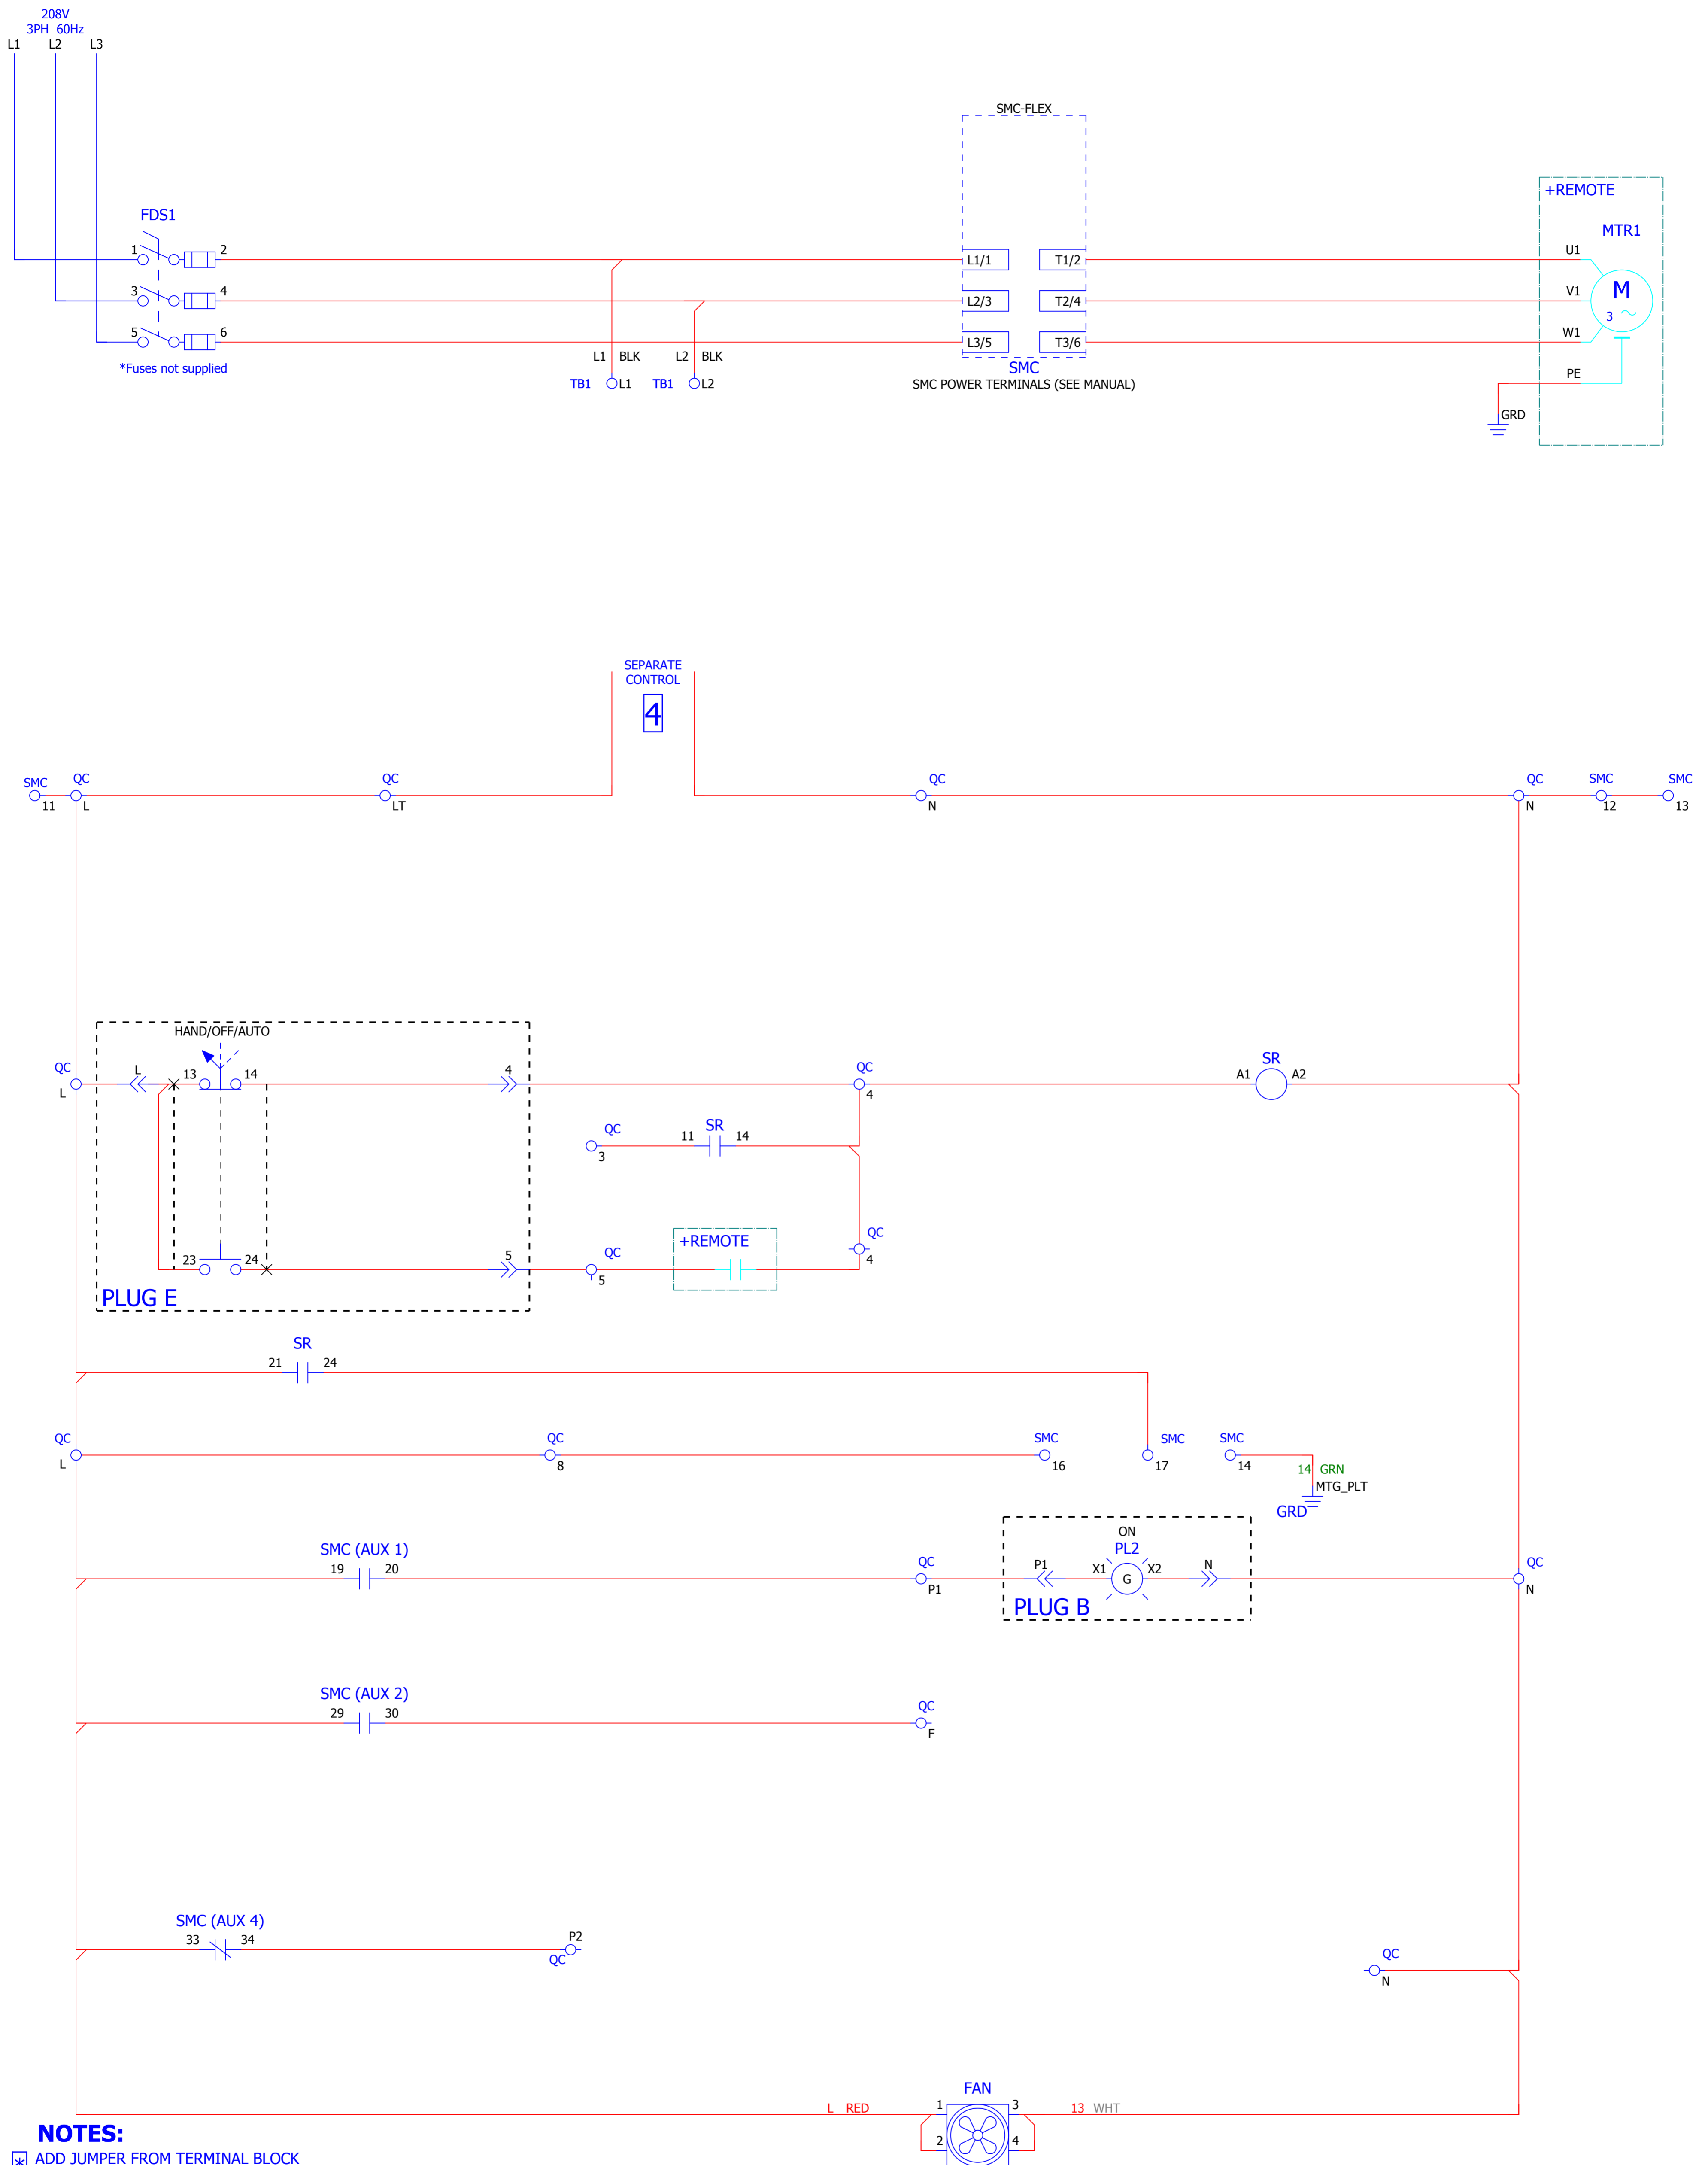 208V
3PH 60Hz
L1 L2 L3
SMC-FLEX
+REMOTE
FDS1
MTR1
1 2
L1/1 T1/2
U1
3 4
L2/3 T2/4
V1
M
3
5 6
L3/5 T3/6
W1
*Fuses not supplied
L1 BLK L2 BLK
SMC
PE
TB1 L1 TB1 L2
SMC POWER TERMINALS (SEE MANUAL)
GRD
SEPARATE
CONTROL
4
SMC QC QC QC QC SMC SMC
11 L LT N N 12 13
HAND/OFF/AUTO
QC L 13 14 4 QC SR
A1 A2
L 4
QC 11 SR 14
3
QC
+REMOTE
QC
23 24 5
5 4
PLUG E
SR
21 24
QC QC SMC SMC SMC
L 8 16 17 14
14 GRN
MTG_PLT
GRD
ON
SMC (AUX 1)
PL2
19 20 QC P1 X1 G X2 N QC
P1 N
PLUG B
SMC (AUX 2)
29 30 QC
F
SMC (AUX 4)
33 34 P2
QC
QC
N
FAN
L RED 1 3 13 WHT
NOTES:
2 4
* ADD JUMPER FROM TERMINAL BLOCK